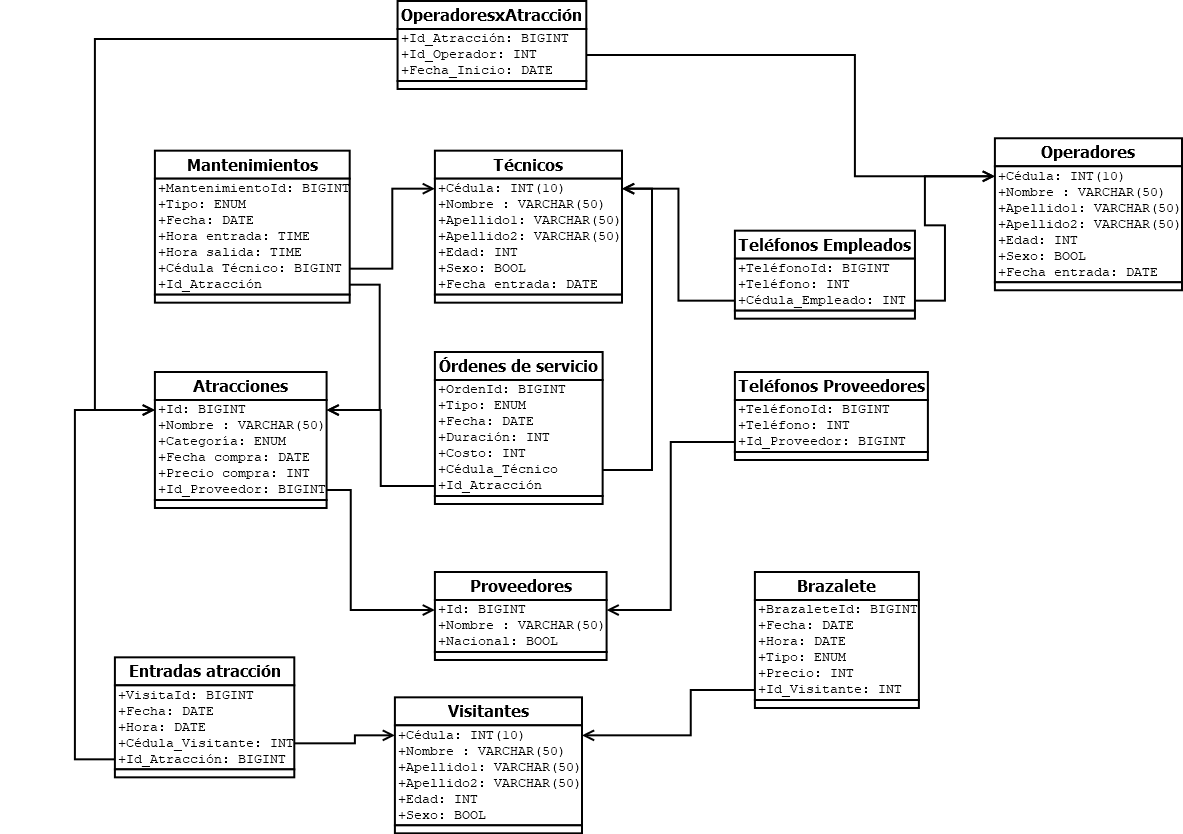 OperadoresxAtracción
+Id_Atracción: BIGINT
+Id_Operador: INT
+Fecha_Inicio: DATE
Mantenimientos
+MantenimientoId: BIGINT
+Tipo: ENUM
+Fecha: DATE
+Hora entrada: TIME
+Hora salida: TIME
+Cédula Técnico: BIGINT
+Id_Atracción
Técnicos
+Cédula: INT(10)
+Nombre : VARCHAR(50)
+Apellido1: VARCHAR(50)
+Apellido2: VARCHAR(50)
+Edad: INT
+Sexo: BOOL
+Fecha entrada: DATE
Teléfonos Empleados
+TeléfonoId: BIGINT
+Teléfono: INT
+Cédula_Empleado: INT
Operadores
+Cédula: INT(10)
+Nombre : VARCHAR(50)
+Apellido1: VARCHAR(50)
+Apellido2: VARCHAR(50)
+Edad: INT
+Sexo: BOOL
+Fecha entrada: DATE
Atracciones
+Id: BIGINT
+Nombre : VARCHAR(50)
+Categoría: ENUM
+Fecha compra: DATE
+Precio compra: INT
+Id_Proveedor: BIGINT
Órdenes de servicio
+OrdenId: BIGINT
+Tipo: ENUM
+Fecha: DATE
+Duración: INT
+Costo: INT
+Cédula_Técnico
+Id_Atracción
Teléfonos Proveedores
+TeléfonoId: BIGINT
+Teléfono: INT
+Id_Proveedor: BIGINT
Proveedores
+Id: BIGINT
+Nombre : VARCHAR(50)
+Nacional: BOOL
Brazalete
+BrazaleteId: BIGINT
+Fecha: DATE
+Hora: DATE
+Tipo: ENUM
+Precio: INT
+Id_Visitante: INT
Entradas atracción
+VisitaId: BIGINT
+Fecha: DATE
+Hora: DATE
+Cédula_Visitante: INT
+Id_Atracción: BIGINT
Visitantes
+Cédula: INT(10)
+Nombre : VARCHAR(50)
+Apellido1: VARCHAR(50)
+Apellido2: VARCHAR(50)
+Edad: INT
+Sexo: BOOL